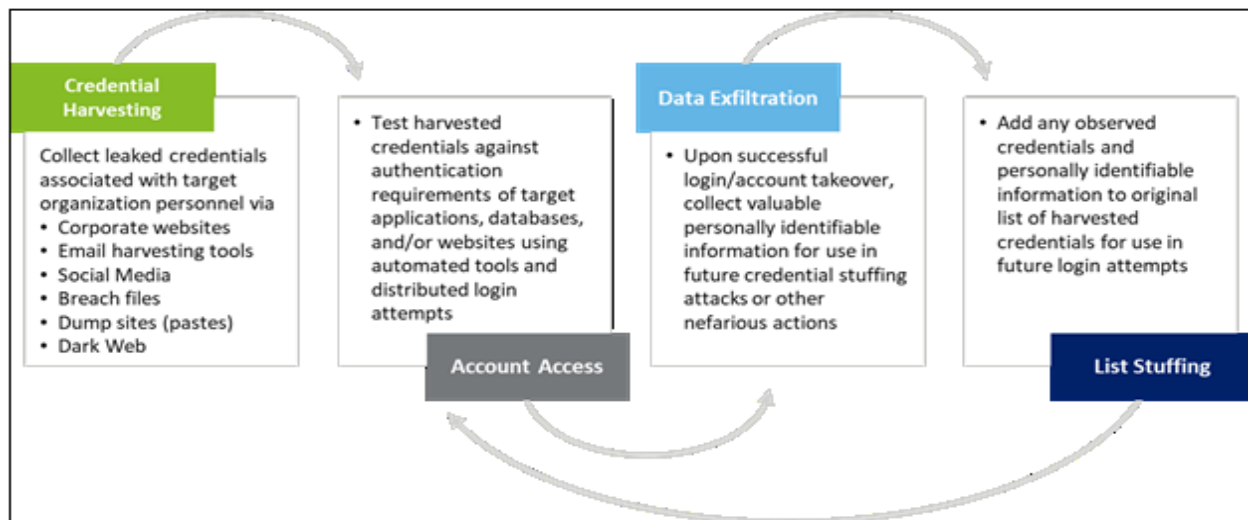 Credential
Harvesting
Collect leaked credentials
associated with target
organization personnel via
• Corporate websites
• Email harvesting tools
• Social Media
• Breach files
• Dump sites (pastes)
• Dark Web
• Test harvested
credentials against
authentication
requirements of target
applications, databases,
and/or websites using
automated tools and
distributed login
attempts
Account Access
Data Exfiltration
• Upon successful
login/account takeover,
collect valuable
personally identifiable
information for use in
future credential stuffing
attacks or other
nefarious actions
• Add any observed
credentials and
personally identifiable
information to original
list of harvested
credentials for use in
future login attempts
List Stuffing